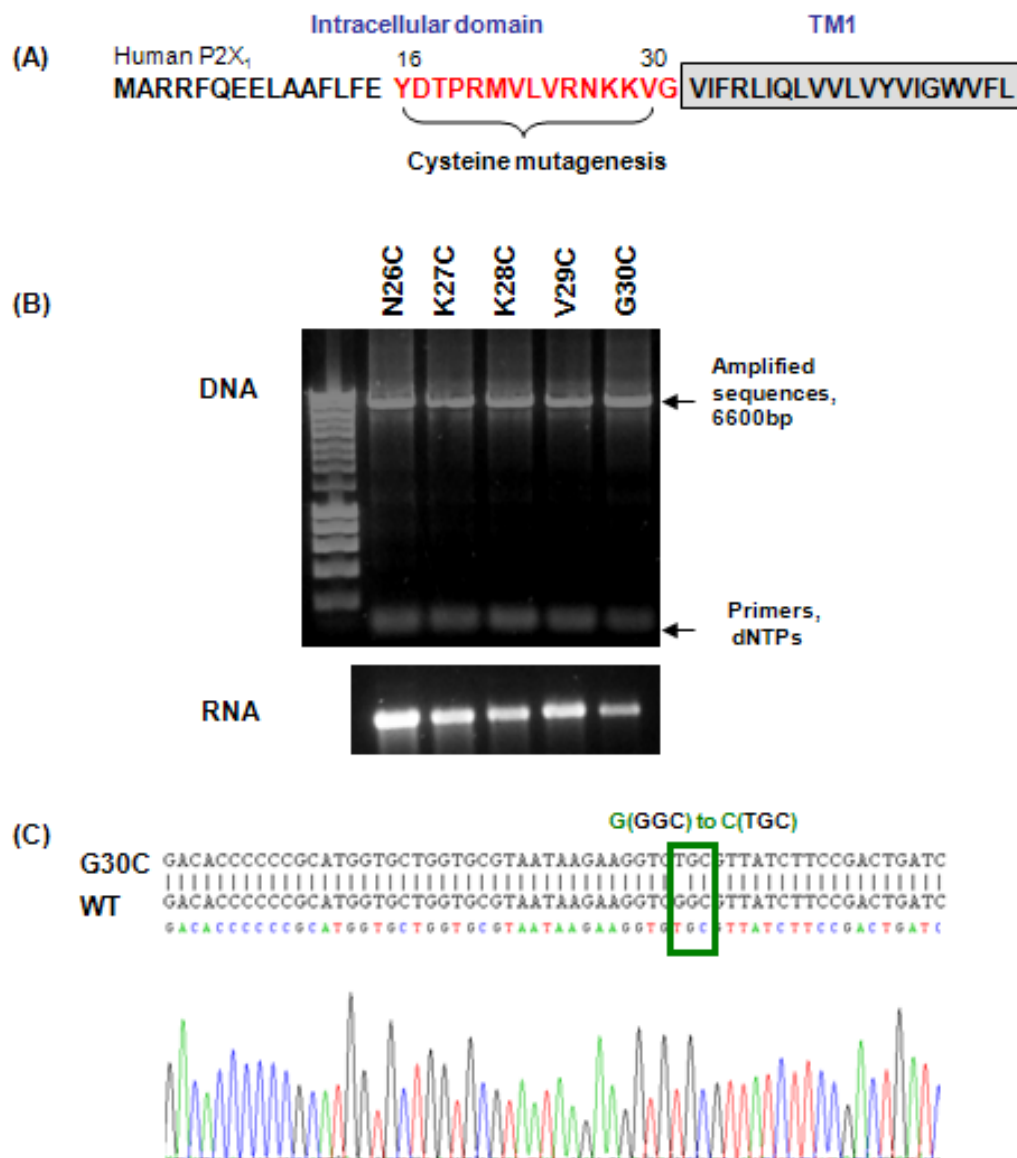 (A)
Intracellular domain
TM1
Human P2X1
16
30
MARRFQEELAAFLFE YDTPRMVLVRNKKVG VIFRLIQLVVLVYVIGWVFL
Cysteine mutagenesis
(B)
N26C
K27C
K28C
V29C
G30C
DNA
Amplified
sequences,
6600bp
Primers,
dNTPs
RNA
(C)
G(GGC) to C(TGC)
G30C
GACACCCCCCGCATGGTGCTGGTGCGTAATAAGAAGGTCTGCGTTATCTTCCGACTGATC
WT
GACACCCCCCGCATGGTGCTGGTGCGTAATAAGAAGGTCGGCGTTATCTTCCGACTGATC
GACACCCCCCGCATGGTGCTGGTGCGTAATAAGAAGGTGTGCGTTATCTTCCGACTGATC